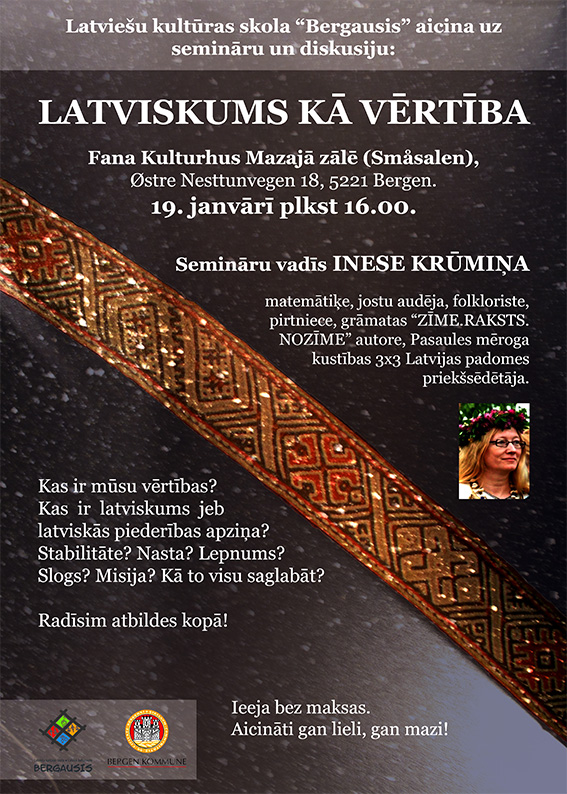 Latviešu kultūras skola “Bergausis” aicina uz
semināru un diskusiju:
LATVISKUMS KĀ VĒRTĪBA
Fana Kulturhus Mazajā zālē (Småsalen),
Østre Nesttunvegen 18, 5221 Bergen.
19. janvārī plkst 16.00.
Semināru vadīs INESE KRŪMIŅA
matemātiķe, jostu audēja, folkloriste,
pirtniece, grāmatas “ZĪME.RAKSTS.
NOZĪME” autore, Pasaules mēroga
kustības 3x3 Latvijas padomes
priekšsēdētāja.
Kas ir mūsu vērtības?
Kas ir latviskums jeb
latviskās piederības apziņa?
Stabilitāte? Nasta? Lepnums?
Slogs? Misija? Kā to visu saglabāt?
Radīsim atbildes kopā!
Ieeja bez maksas.
Aicināti gan lieli, gan mazi!
BERGAUSIS
BERGEN KOMMUNE